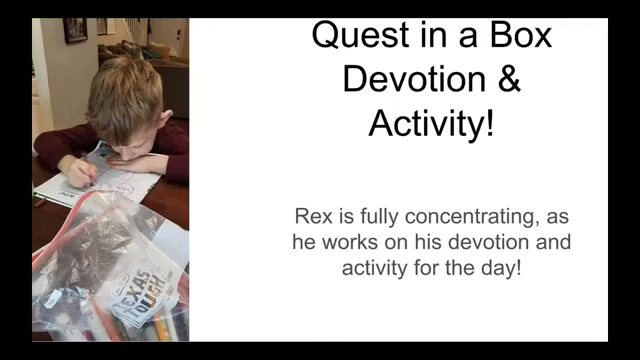 Quest in a Box
Devotion &
Activity!
Rex is fully concentrating, as
he works on his devotion and
activity for the day!
TEXAS
TOUGH